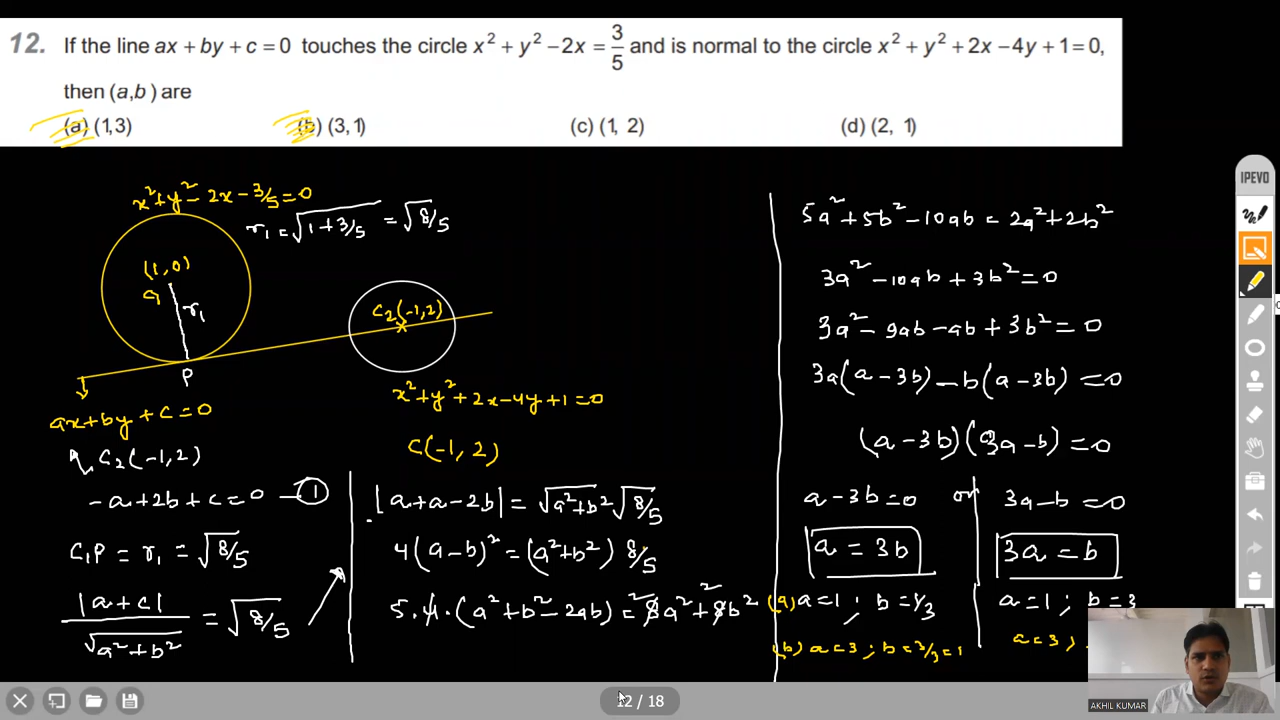 12. If the line ax + by + c = 0 touches the circle x² + y² − 2x = 3/5 and is normal to the circle x² + y² + 2x − 4y + 1 = 0,
then (a,b) are
(a) (1,3) (b) (3,1) (c) (1, 2) (d) (2, 1)
x² + y² − 2x − 3/5 = 0
r₁ = √(1 + 3/5) = √(8/5)
(1, 0)
r₁
C₂(-1, 2)
P
ax + by + c = 0
x² + y² + 2x − 4y + 1 = 0
C(-1, 2)
C₂(-1, 2)
-a + 2b + c = 0 — ①
C₁P = r₁ = √(8/5)
|a + c| / √(a² + b²) = √(8/5)
|a + a − 2b| = √(a² + b²) √(8/5)
4(a − b)² = (a² + b²) 8/5
5 · 4 · (a² + b² − 2ab) = 8² a² + 8² b²
5a² + 5b² − 10ab = 2a² + 2b²
3a² − 10ab + 3b² = 0
3a² − 9ab − ab + 3b² = 0
3a(a − 3b) − b(a − 3b) = 0
(a − 3b)(3a − b) = 0
a − 3b = 0 or 3a − b = 0
a = 3b
3a = b
(a) a = 1 ; b = 1/3
(b) a = 3 ; b = 3/3 = 1
a = 1 ; b = 3
a = 3 ;
IPEVO
12 / 18
AKHIL KUMAR